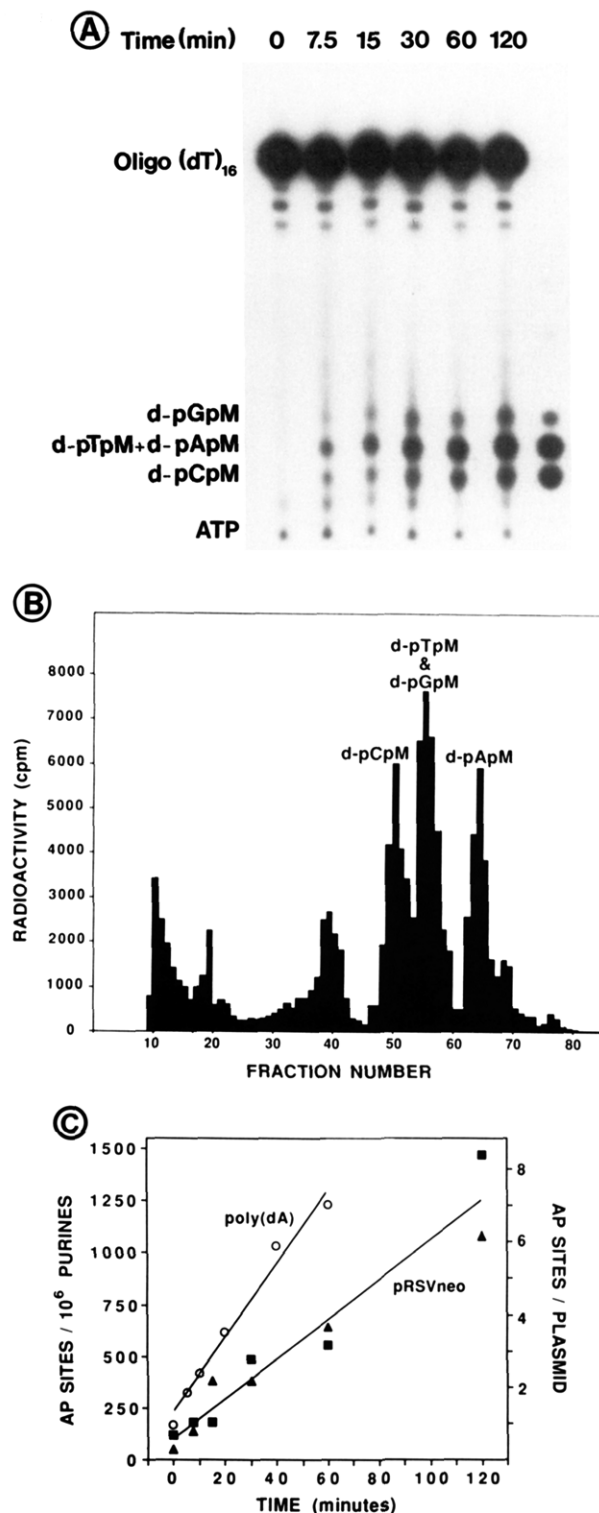 A Time (min) 0 7.5 15 30 60 120
Oligo (dT)16
d-pGpM
d-pTpM+d-pApM
d-pCpM
ATP
B
d-pTpM
&
d-pGpM
d-pCpM
d-pApM
8000
7000
6000
5000
4000
3000
2000
1000
0
RADIOACTIVITY (cpm)
10 20 30 40 50 60 70 80
FRACTION NUMBER
C
1500
1250
1000
750
500
250
0
AP SITES / 10⁶ PURINES
poly(dA)
pRSVneo
8
6
4
2
AP SITES / PLASMID
0 20 40 60 80 100 120
TIME (minutes)